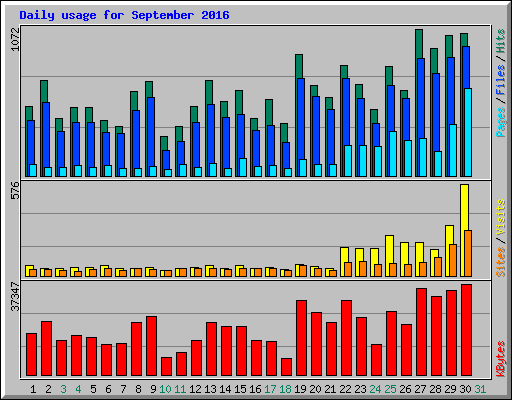 Daily usage for September 2016
1072
Pages / Files / Hits
576
Sites / Visits
37347
KBytes
1 2 3 4 5 6 7 8 9 10 11 12 13 14 15 16 17 18 19 20 21 22 23 24 25 26 27 28 29 30 31